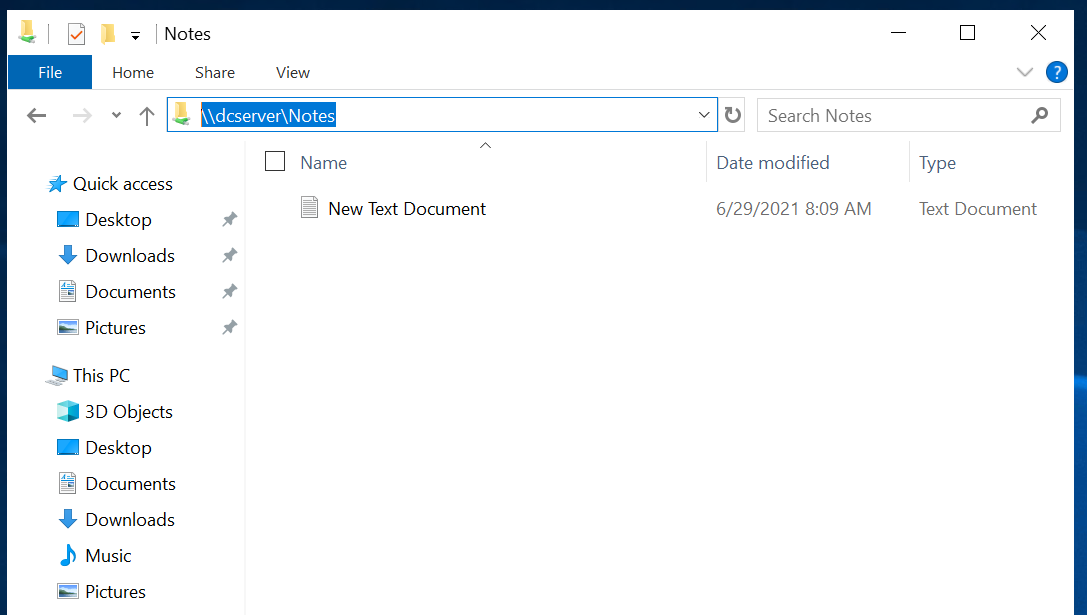 Notes
File Home Share View ?
\\dcserver\Notes Search Notes
Name Date modified Type
New Text Document 6/29/2021 8:09 AM Text Document
Quick access
Desktop
Downloads
Documents
Pictures
This PC
3D Objects
Desktop
Documents
Downloads
Music
Pictures